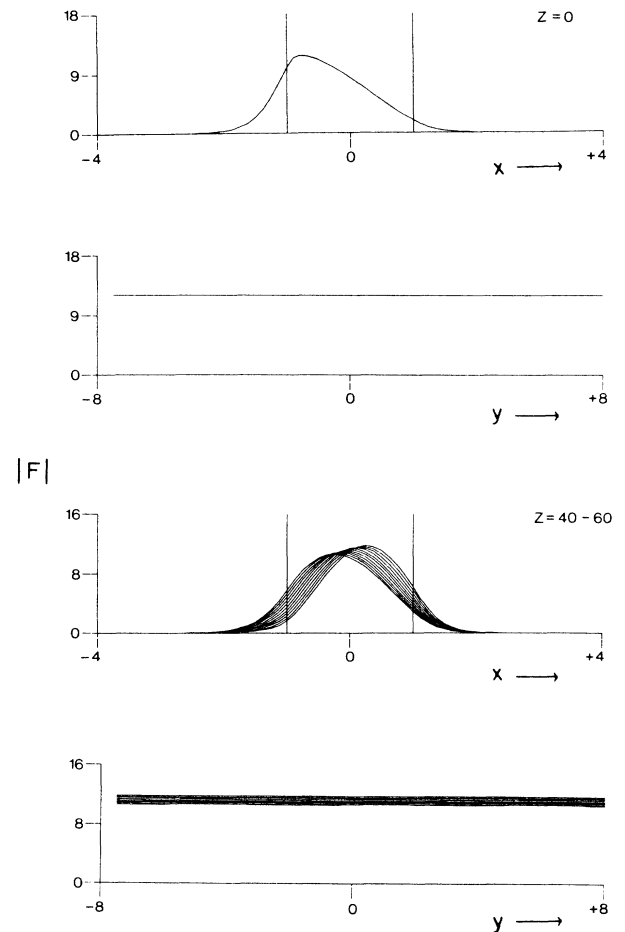 18
Z = 0
9
0
-4 0 +4
x →
18
9
0
-8 0 +8
y →
|F|
16
Z = 40 - 60
8
0
-4 0 +4
x →
16
8
0
-8 0 +8
y →